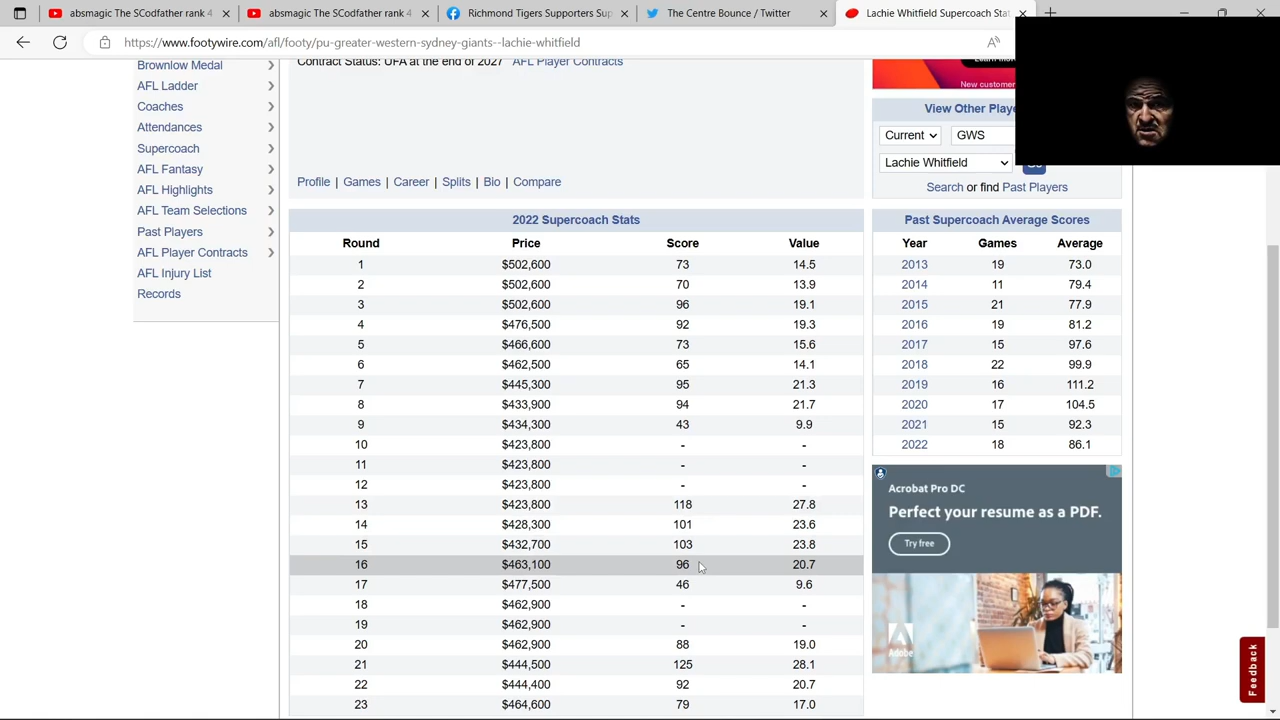 absmagic The SCodfather rank 4
absmagic The SCodfather rank 4
Richmond Tigers Supporters Sup
The Centre Bounce / Twitter
Lachie Whitfield Supercoach Stat
https://www.footywire.com/afl/footy/pu-greater-western-sydney-giants--lachie-whitfield
Brownlow Medal
AFL Ladder
Coaches
Attendances
Supercoach
AFL Fantasy
AFL Highlights
AFL Team Selections
Past Players
AFL Player Contracts
AFL Injury List
Records
Contract Status: UFA at the end of 2027 AFL Player Contracts
Profile | Games | Career | Splits | Bio | Compare
2022 Supercoach Stats
Round Price Score Value
1 $502,600 73 14.5
2 $502,600 70 13.9
3 $502,600 96 19.1
4 $476,500 92 19.3
5 $466,600 73 15.6
6 $462,500 65 14.1
7 $445,300 95 21.3
8 $433,900 94 21.7
9 $434,300 43 9.9
10 $423,800 - -
11 $423,800 - -
12 $423,800 - -
13 $423,800 118 27.8
14 $428,300 101 23.6
15 $432,700 103 23.8
16 $463,100 96 20.7
17 $477,500 46 9.6
18 $462,900 - -
19 $462,900 - -
20 $462,900 88 19.0
21 $444,500 125 28.1
22 $444,400 92 20.7
23 $464,600 79 17.0
New customer
View Other Playe
Current GWS
Lachie Whitfield
Search or find Past Players
Past Supercoach Average Scores
Year Games Average
2013 19 73.0
2014 11 79.4
2015 21 77.9
2016 19 81.2
2017 15 97.6
2018 22 99.9
2019 16 111.2
2020 17 104.5
2021 15 92.3
2022 18 86.1
Acrobat Pro DC
Perfect your resume as a PDF.
Try free
Adobe
Feedback